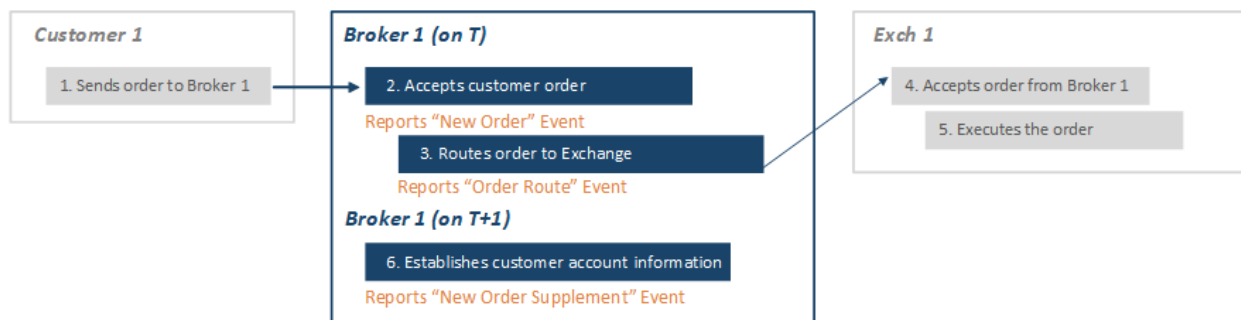 Customer 1
1. Sends order to Broker 1
Broker 1 (on T)
2. Accepts customer order
Reports “New Order” Event
3. Routes order to Exchange
Reports “Order Route” Event
Broker 1 (on T+1)
6. Establishes customer account information
Reports “New Order Supplement” Event
Exch 1
4. Accepts order from Broker 1
5. Executes the order